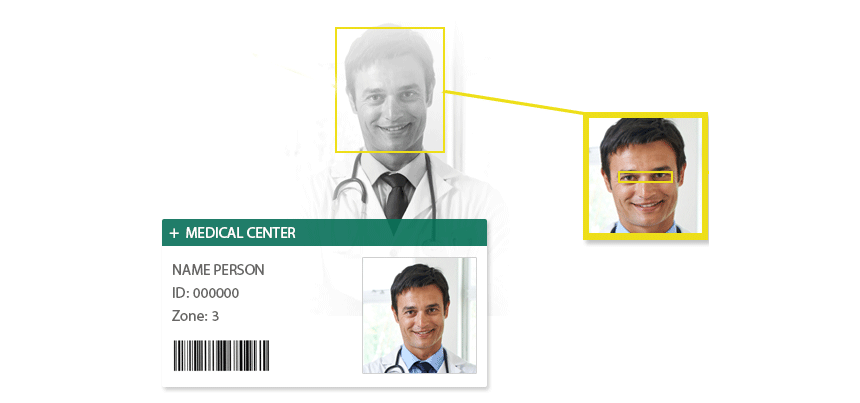 + MEDICAL CENTER
NAME PERSON
ID: 000000
Zone: 3